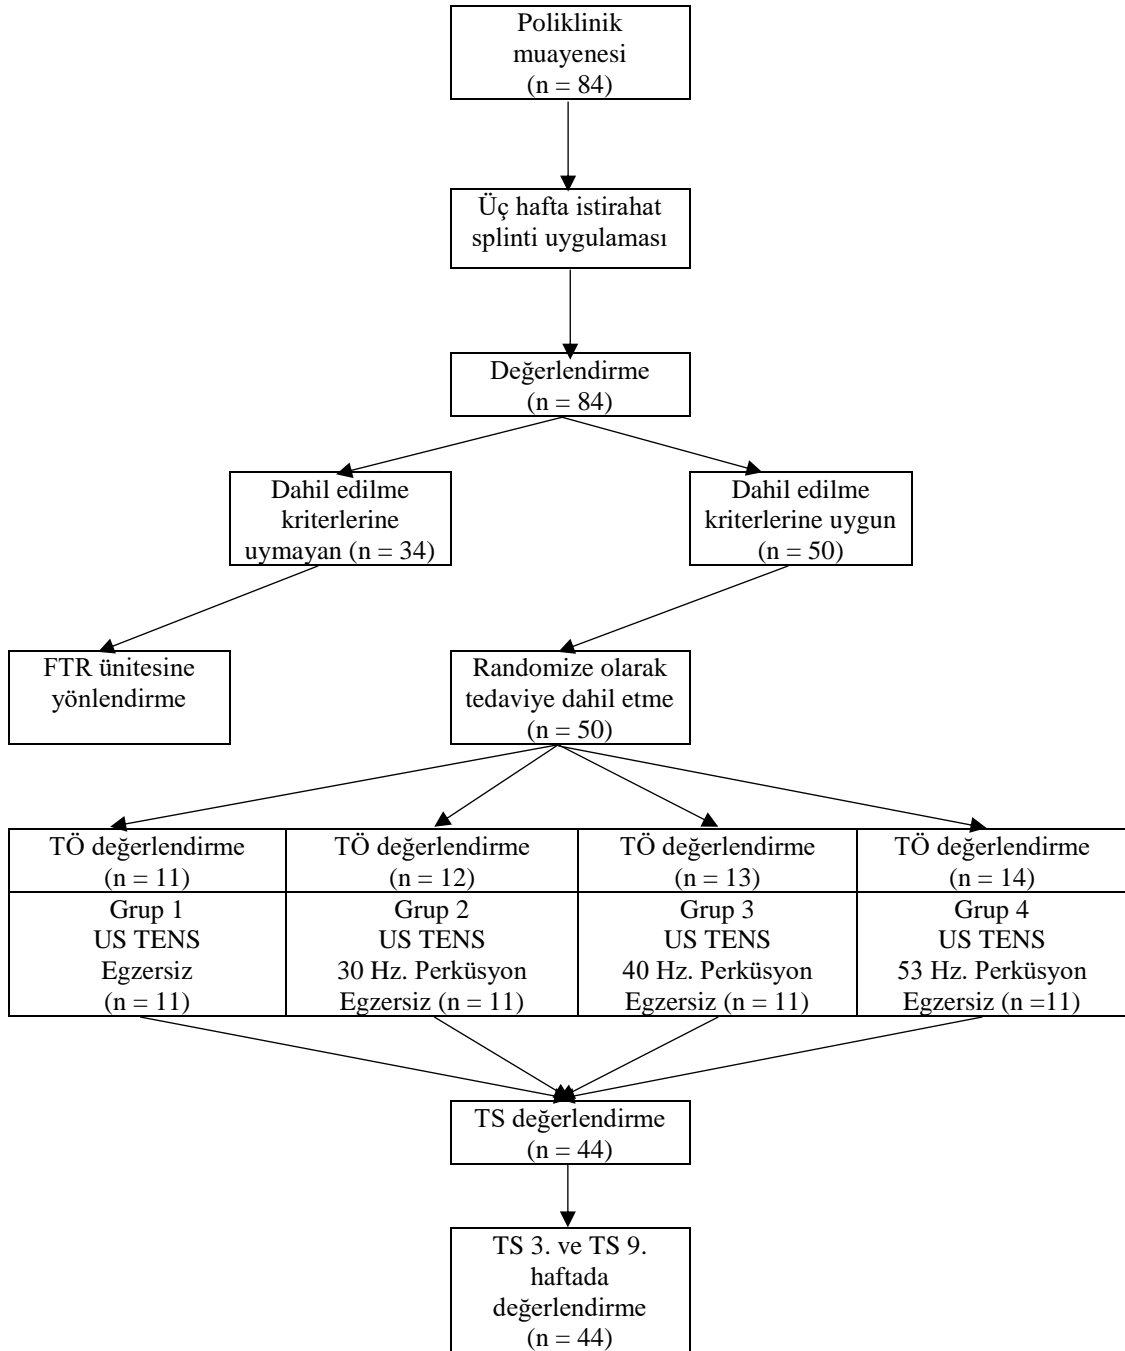 Poliklinik
muayenesi
(n = 84)
Üç hafta istirahat
splinti uygulaması
Değerlendirme
(n = 84)
Dahil edilme
kriterlerine
uymayan (n = 34)
Dahil edilme
kriterlerine uygun
(n = 50)
FTR ünitesine
yönlendirme
Randomize olarak
tedaviye dahil etme
(n = 50)
TÖ değerlendirme
(n = 11)
TÖ değerlendirme
(n = 12)
TÖ değerlendirme
(n = 13)
TÖ değerlendirme
(n = 14)
Grup 1
US TENS
Egzersiz
(n = 11)
Grup 2
US TENS
30 Hz. Perküsyon
Egzersiz (n = 11)
Grup 3
US TENS
40 Hz. Perküsyon
Egzersiz (n = 11)
Grup 4
US TENS
53 Hz. Perküsyon
Egzersiz (n =11)
TS değerlendirme
(n = 44)
TS 3. ve TS 9.
haftada
değerlendirme
(n = 44)